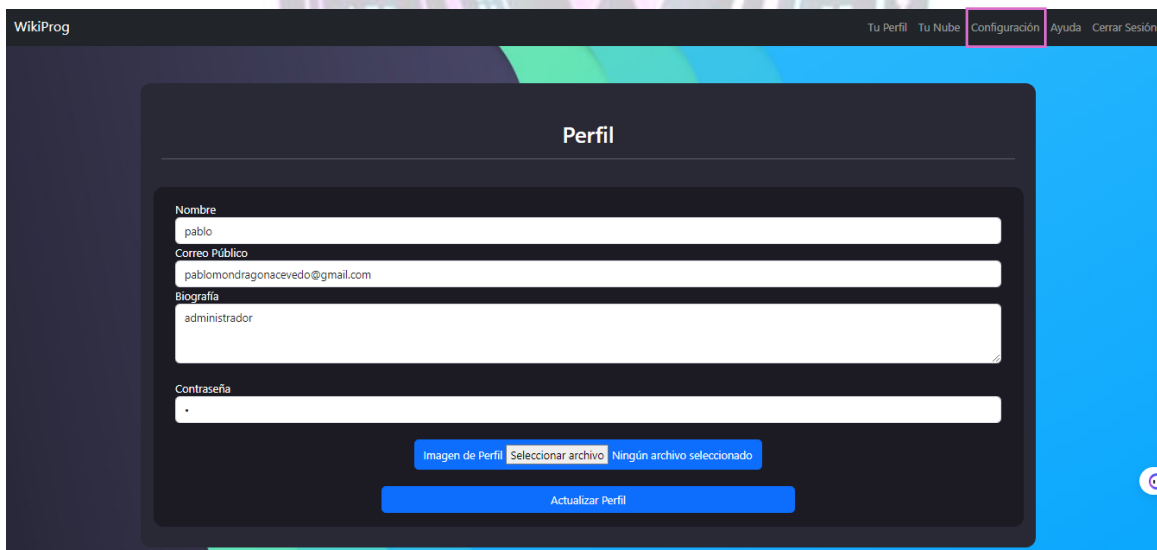 WikiProg
Tu Perfil Tu Nube Configuración Ayuda Cerrar Sesión
Perfil
Nombre
pablo
Correo Público
pablomondragonacevedo@gmail.com
Biografía
administrador
Contraseña
•
Imagen de Perfil Seleccionar archivo Ningún archivo seleccionado
Actualizar Perfil